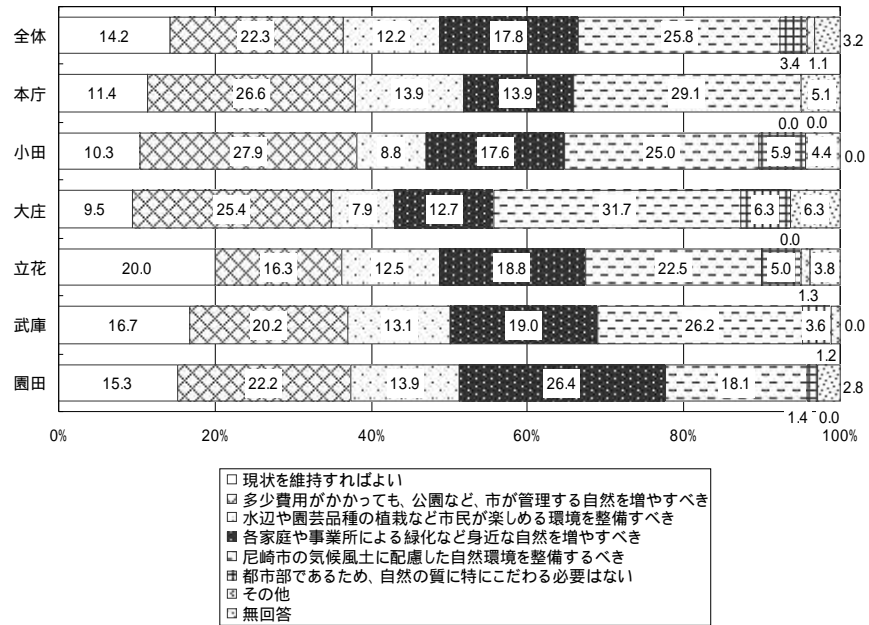 全体 14.2 22.3 12.2 17.8 25.8 3.2
3.4 1.1
本庁 11.4 26.6 13.9 13.9 29.1 5.1
0.0 0.0
小田 10.3 27.9 8.8 17.6 25.0 5.9 4.4 0.0
大庄 9.5 25.4 7.9 12.7 31.7 6.3 6.3
0.0
立花 20.0 16.3 12.5 18.8 22.5 5.0 3.8
1.3
武庫 16.7 20.2 13.1 19.0 26.2 3.6 0.0
1.2
園田 15.3 22.2 13.9 26.4 18.1 2.8
1.4 0.0
0% 20% 40% 60% 80% 100%
現状を維持すればよい
多少費用がかかっても、公園など、市が管理する自然を増やすべき
水辺や園芸品種の植栽など市民が楽しめる環境を整備すべき
各家庭や事業所による緑化など身近な自然を増やすべき
尼崎市の気候風土に配慮した自然環境を整備するべき
都市部であるため、自然の質に特にこだわる必要はない
その他
無回答